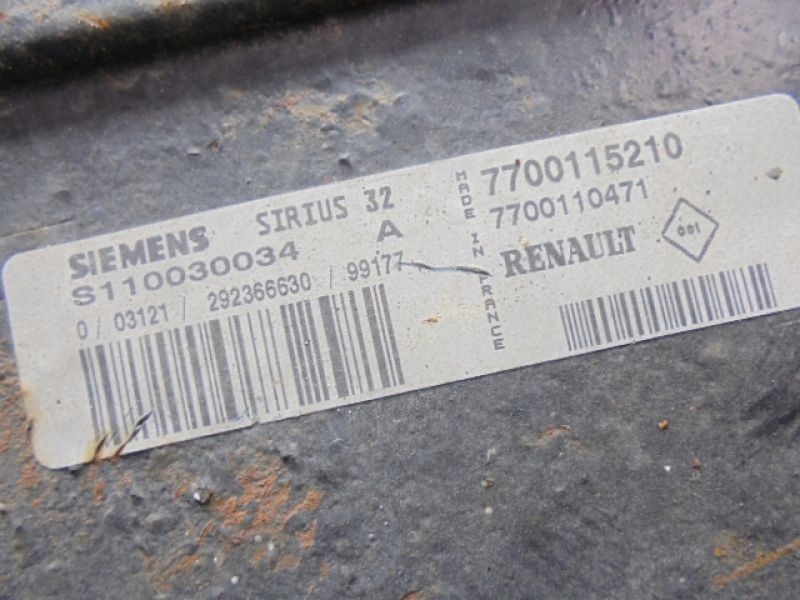 SIEMENS SIRIUS 32
S110030034 A
0/ 03121/ 292366630 / 99177
MADE IN FRANCE
7700115210
7700110471
RENAULT
001